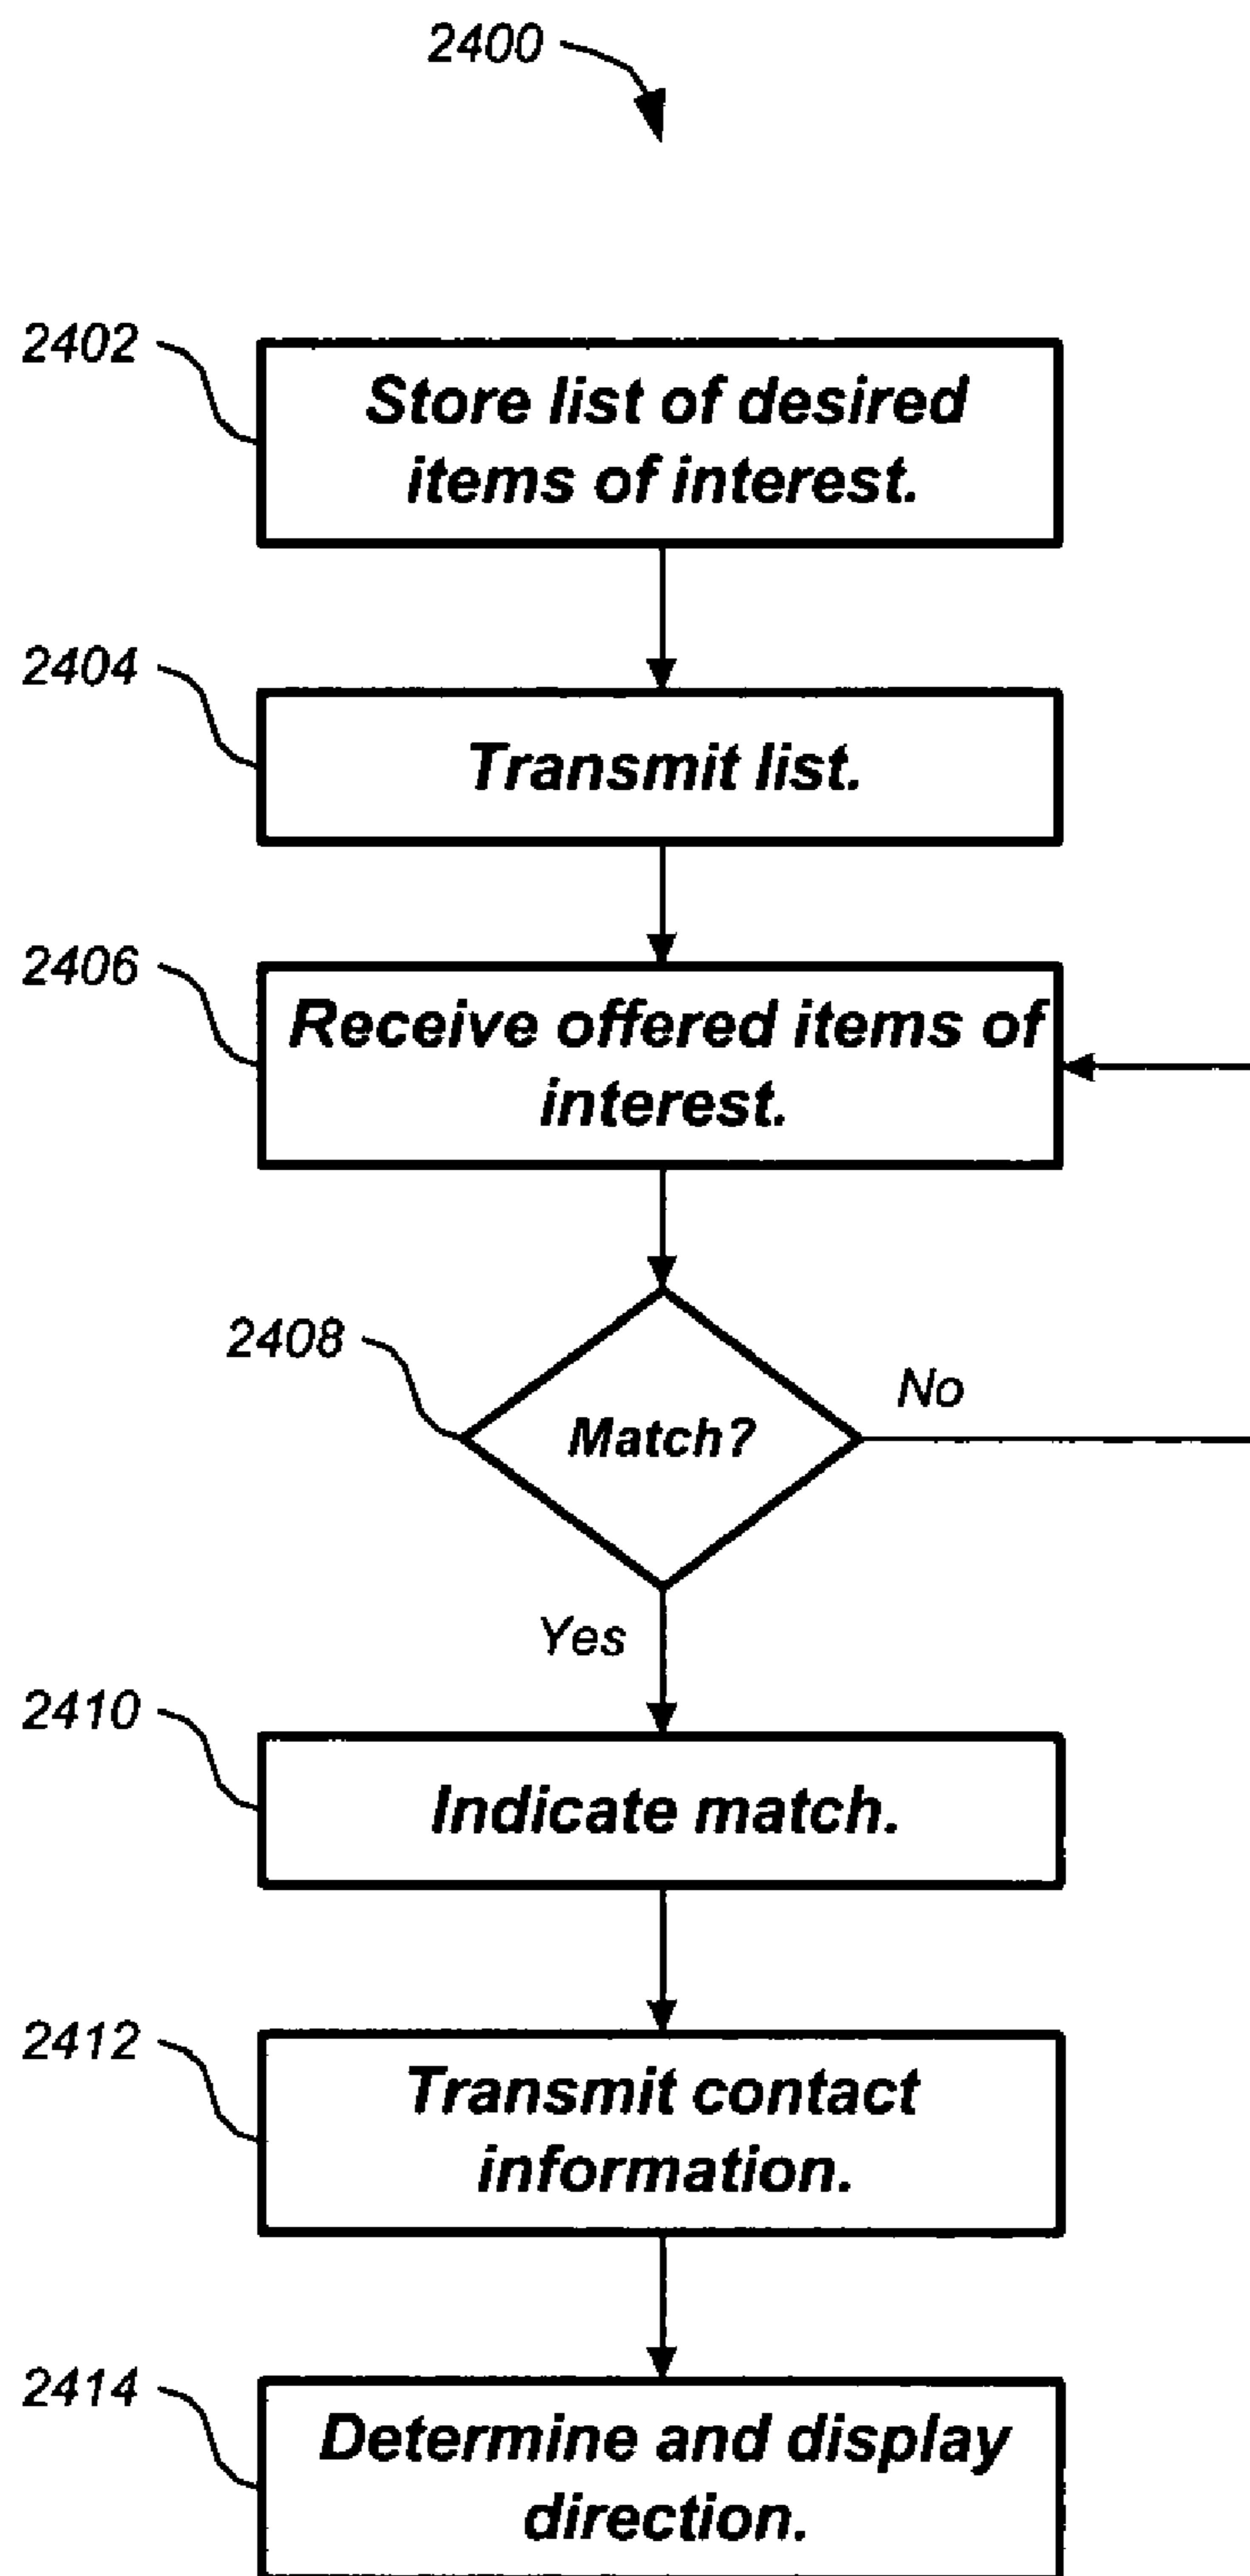 2400
2402
Store list of desired
items of interest.
2404
Transmit list.
2406
Receive offered items of
interest.
2408
Match?
No
Yes
2410
Indicate match.
2412
Transmit contact
information.
2414
Determine and display
direction.